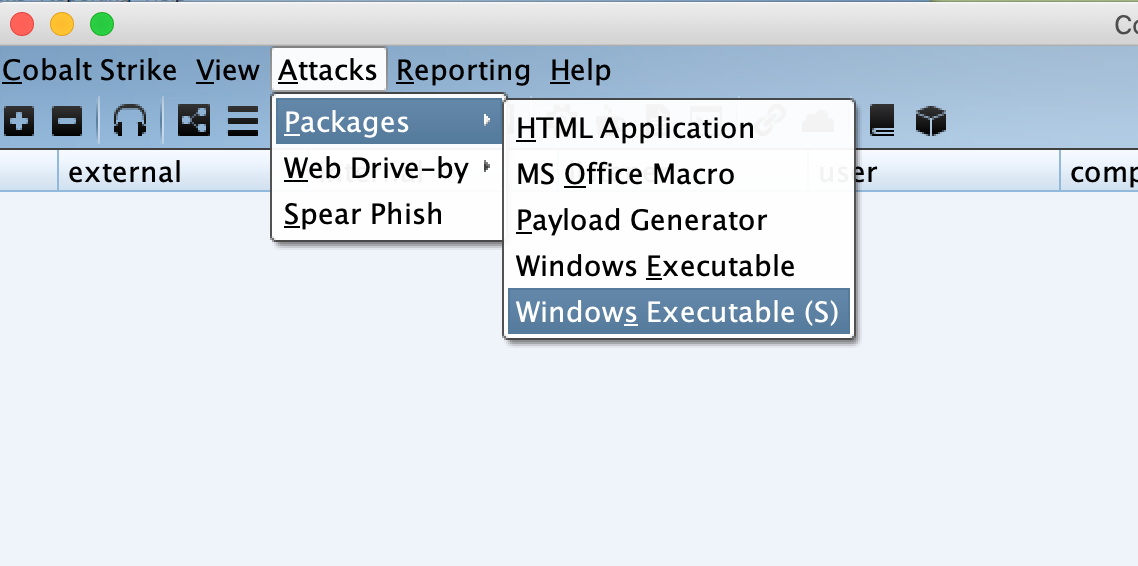 Cobalt Strike View Attacks Reporting Help
Packages
Web Drive-by
Spear Phish
HTML Application
MS Office Macro
Payload Generator
Windows Executable
Windows Executable (S)
external user comp